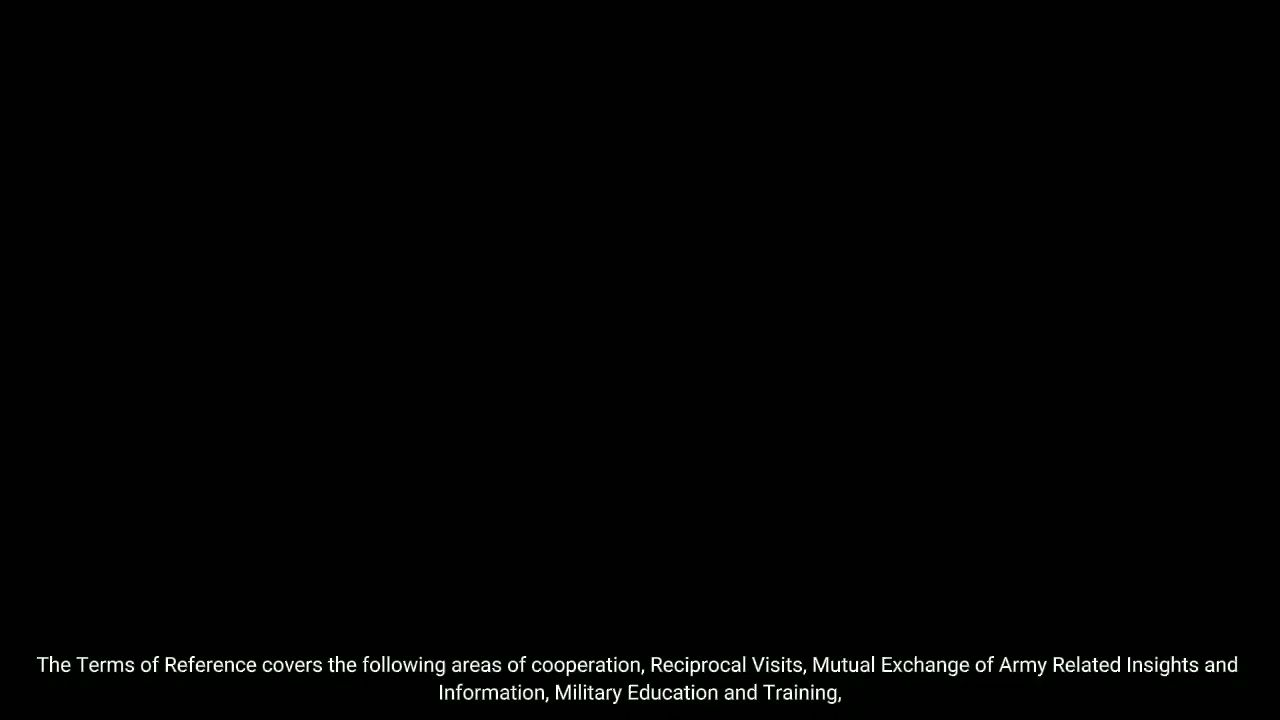 The Terms of Reference covers the following areas of cooperation, Reciprocal Visits, Mutual Exchange of Army Related Insights and
Information, Military Education and Training,